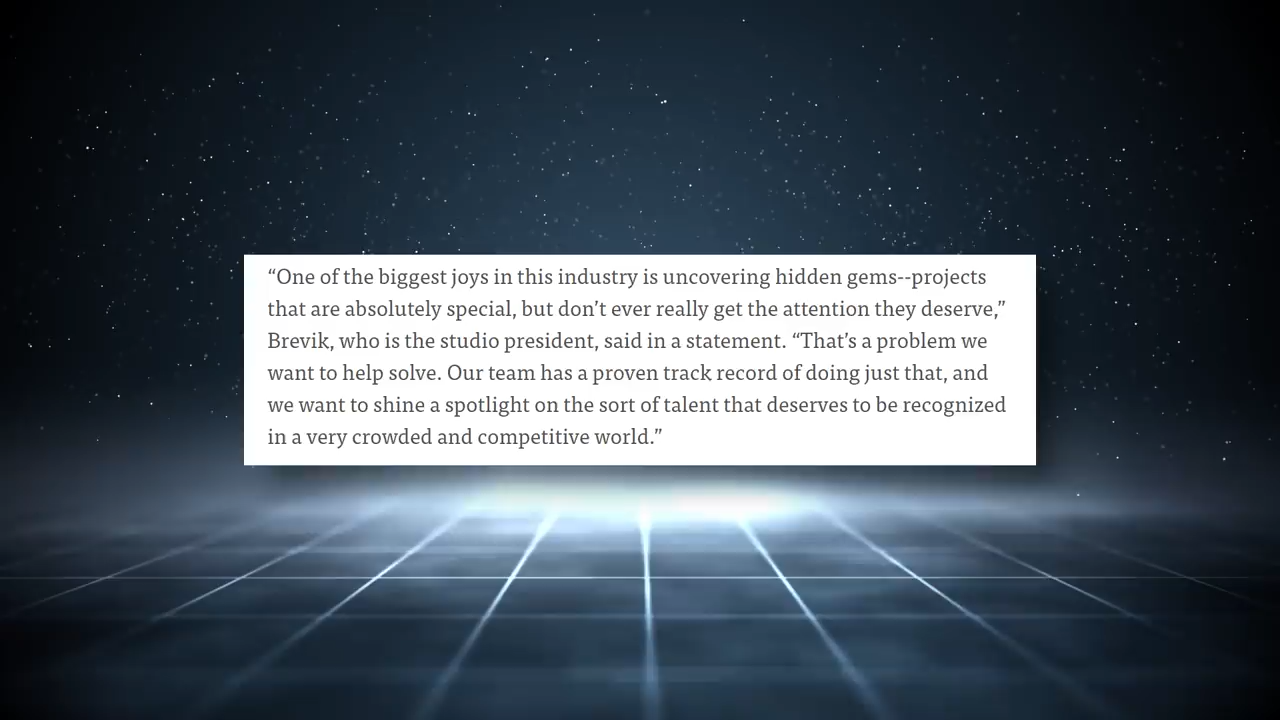 “One of the biggest joys in this industry is uncovering hidden gems--projects
that are absolutely special, but don’t ever really get the attention they deserve,”
Brevik, who is the studio president, said in a statement. “That’s a problem we
want to help solve. Our team has a proven track record of doing just that, and
we want to shine a spotlight on the sort of talent that deserves to be recognized
in a very crowded and competitive world.”